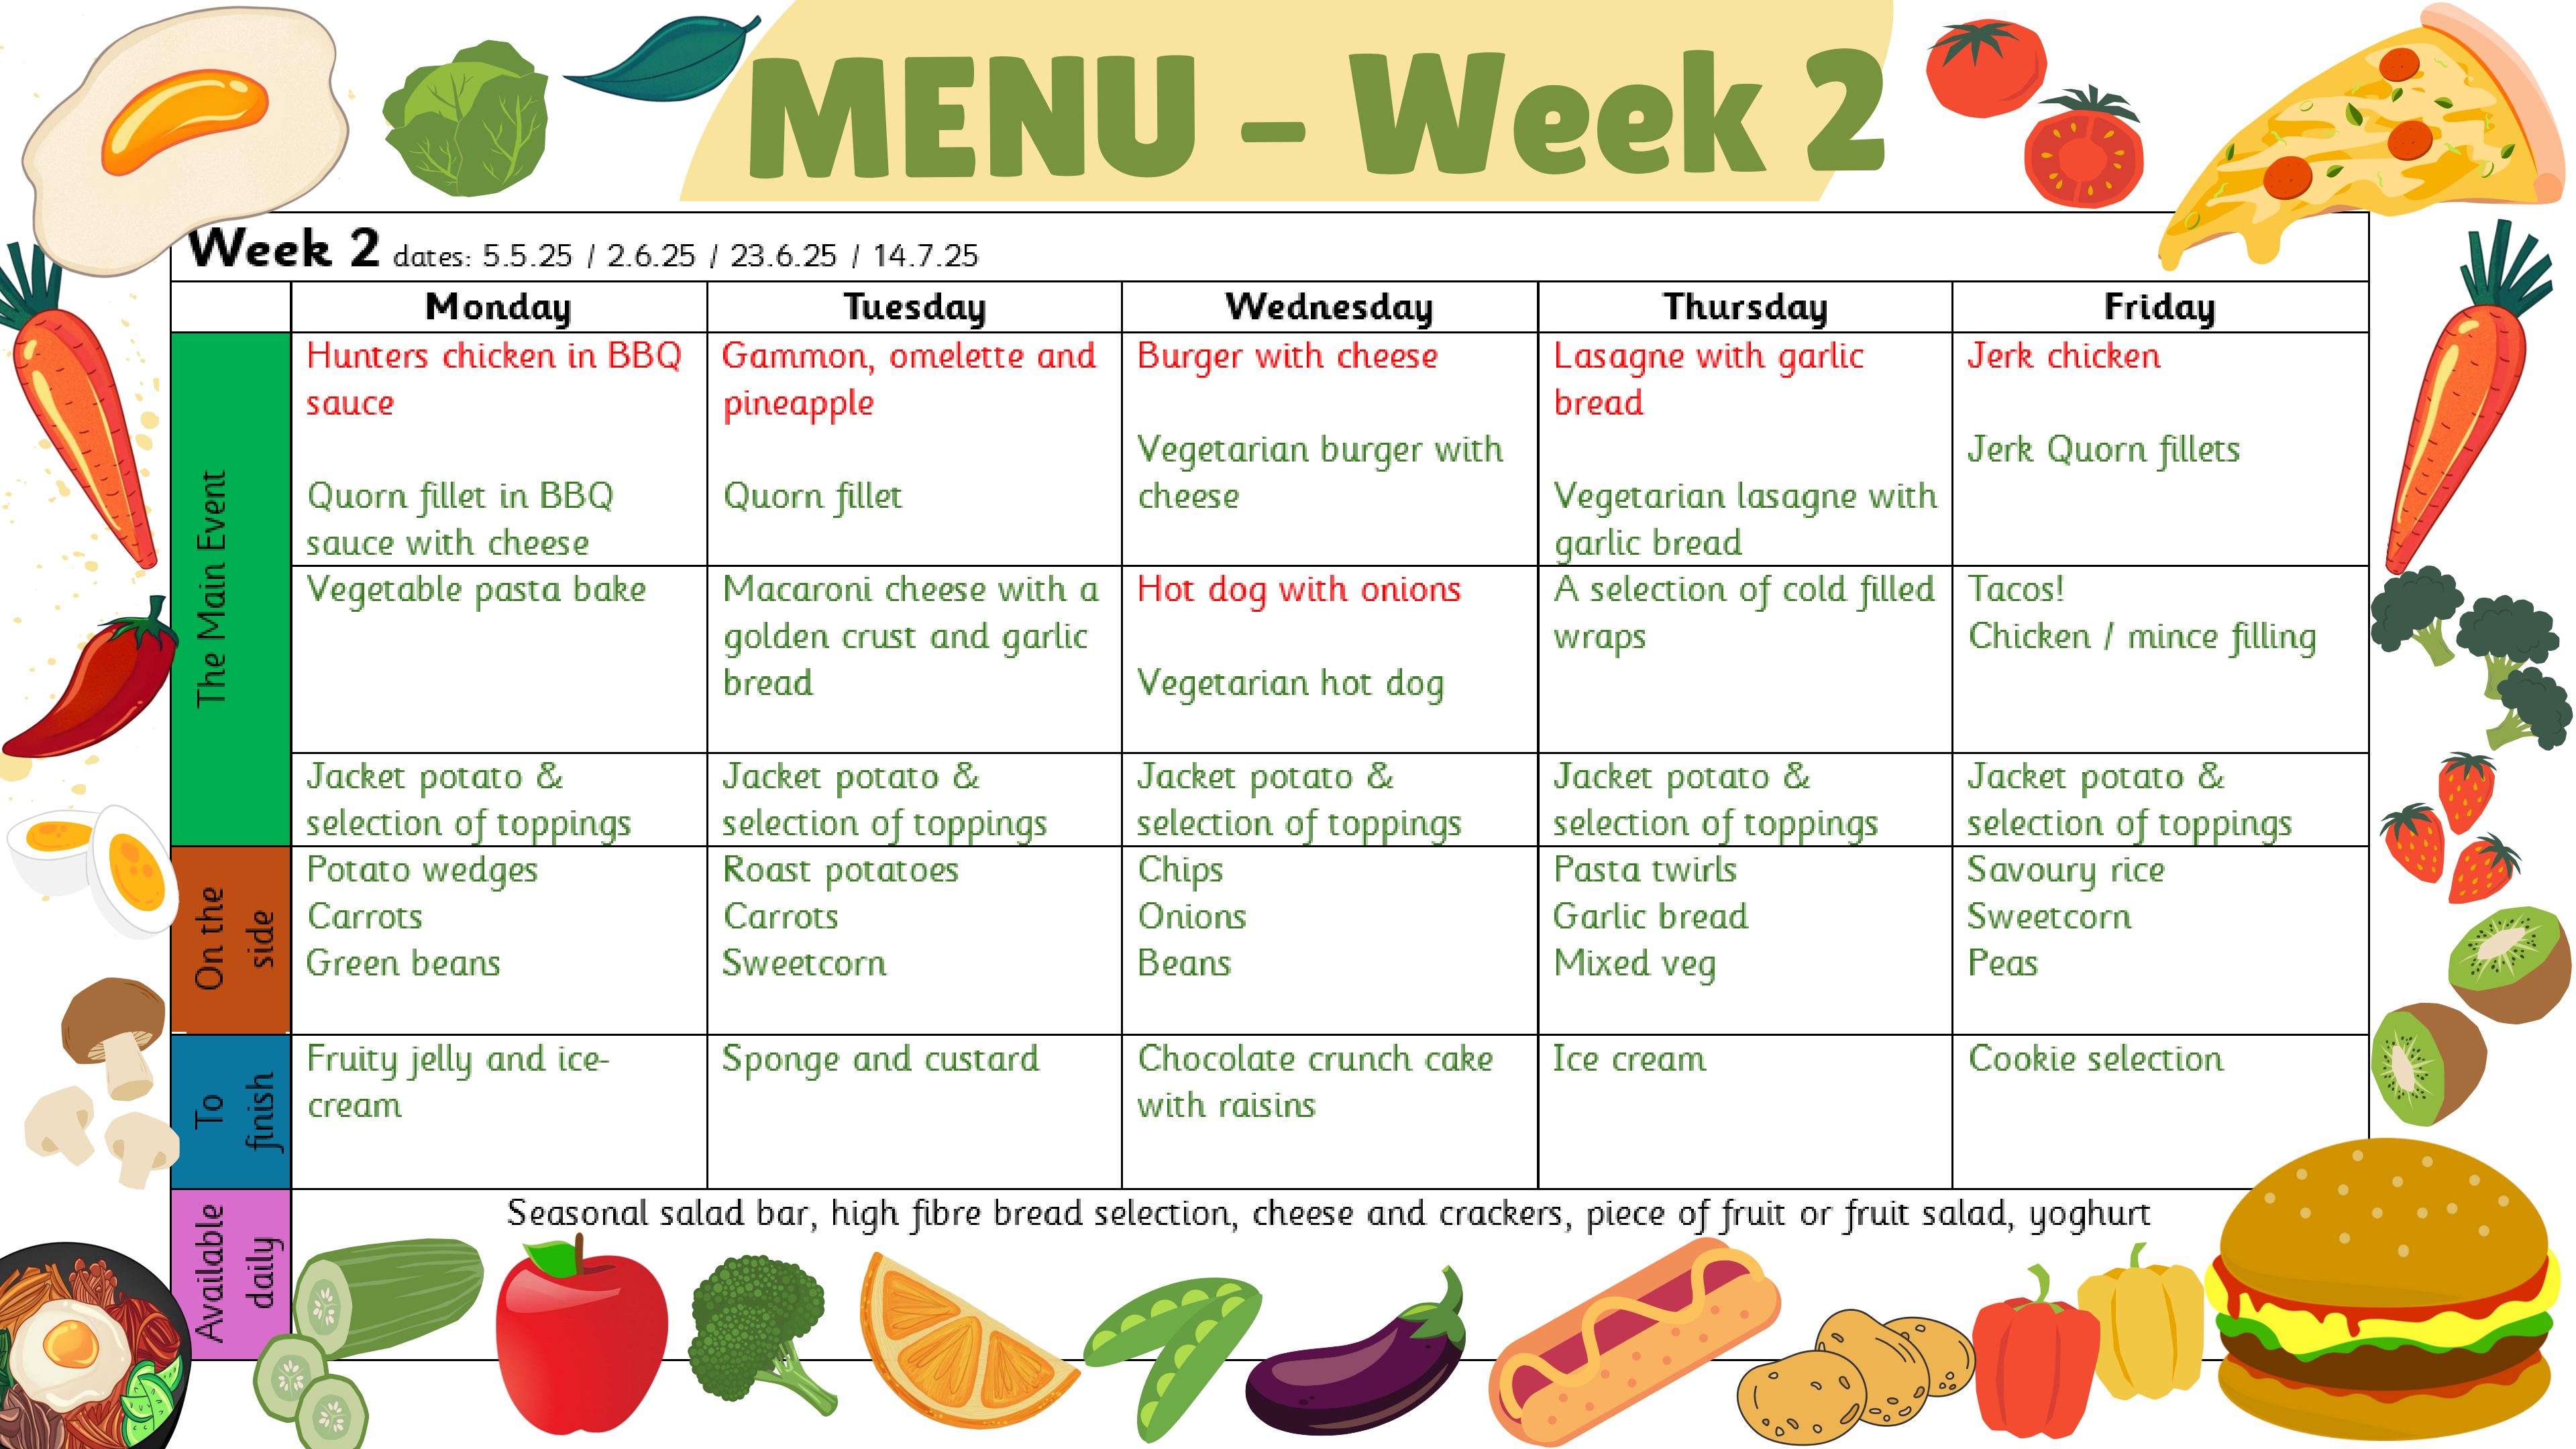 MENU - Week 2
Week 2 dates: 5.5.25 / 2.6.25 / 23.6.25 / 14.7.25
Monday
Tuesday
Wednesday
Thursday
Friday
The Main Event
Hunters chicken in BBQ
sauce
Quorn fillet in BBQ
sauce with cheese
Gammon, omelette and
pineapple
Quorn fillet
Burger with cheese
Vegetarian burger with
cheese
Lasagne with garlic
bread
Vegetarian lasagne with
garlic bread
Jerk chicken
Jerk Quorn fillets
Vegetable pasta bake
Macaroni cheese with a
golden crust and garlic
bread
Hot dog with onions
Vegetarian hot dog
A selection of cold filled
wraps
Tacos!
Chicken / mince filling
Jacket potato &
selection of toppings
Jacket potato &
selection of toppings
Jacket potato &
selection of toppings
Jacket potato &
selection of toppings
Jacket potato &
selection of toppings
On the
side
Potato wedges
Carrots
Green beans
Roast potatoes
Carrots
Sweetcorn
Chips
Onions
Beans
Pasta twirls
Garlic bread
Mixed veg
Savoury rice
Sweetcorn
Peas
To
finish
Fruity jelly and ice-
cream
Sponge and custard
Chocolate crunch cake
with raisins
Ice cream
Cookie selection
Available
daily
Seasonal salad bar, high fibre bread selection, cheese and crackers, piece of fruit or fruit salad, yoghurt